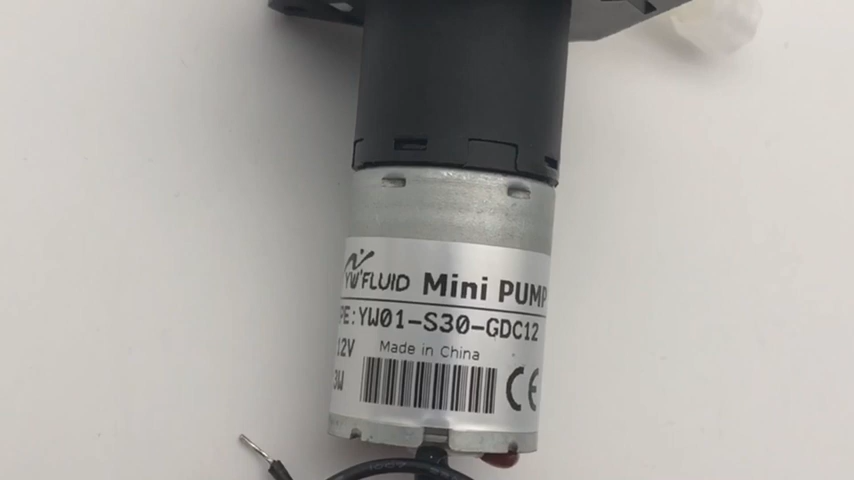 YW FLUID Mini PUMP
PE: YW01-S30-GDC12
12V Made in China
3W CE